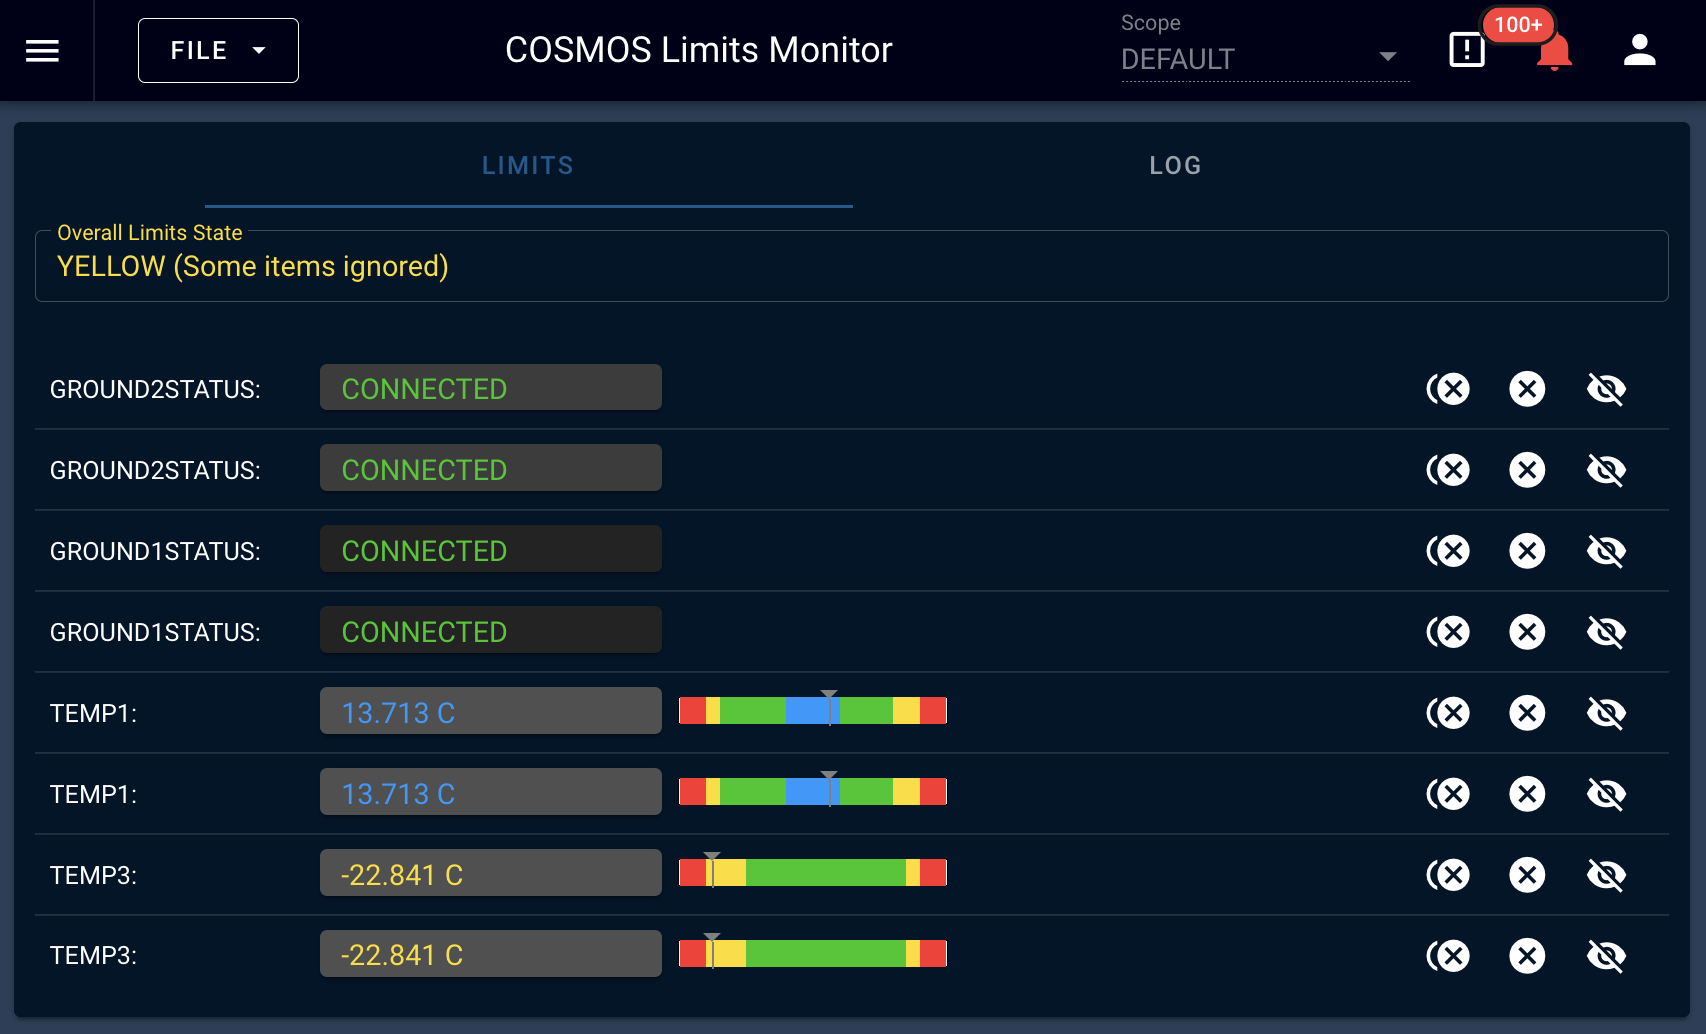 FILE
COSMOS Limits Monitor
Scope
DEFAULT
100+
LIMITS
LOG
Overall Limits State
YELLOW (Some items ignored)
GROUND2STATUS: CONNECTED
GROUND2STATUS: CONNECTED
GROUND1STATUS: CONNECTED
GROUND1STATUS: CONNECTED
TEMP1: 13.713 C
TEMP1: 13.713 C
TEMP3: -22.841 C
TEMP3: -22.841 C